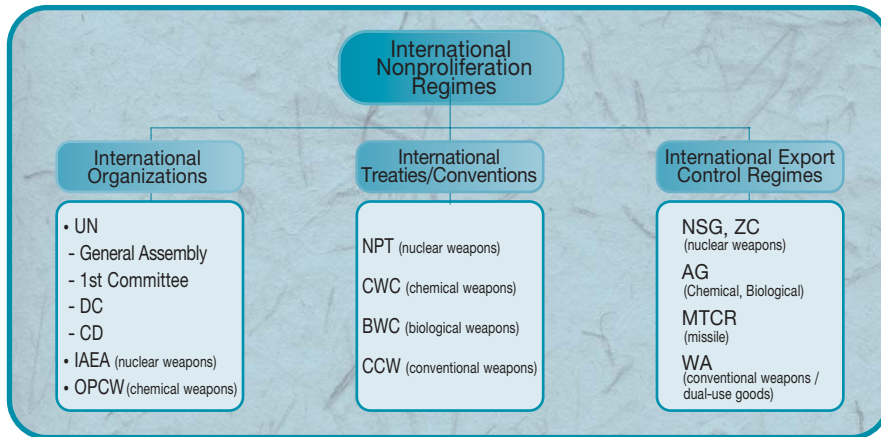 International
Nonproliferation
Regimes
International
Organizations
• UN
- General Assembly
- 1st Committee
- DC
- CD
• IAEA (nuclear weapons)
• OPCW (chemical weapons)
International
Treaties/Conventions
NPT (nuclear weapons)
CWC (chemical weapons)
BWC (biological weapons)
CCW (conventional weapons)
International Export
Control Regimes
NSG, ZC
(nuclear weapons)
AG
(Chemical, Biological)
MTCR
(missile)
WA
(conventional weapons /
dual-use goods)